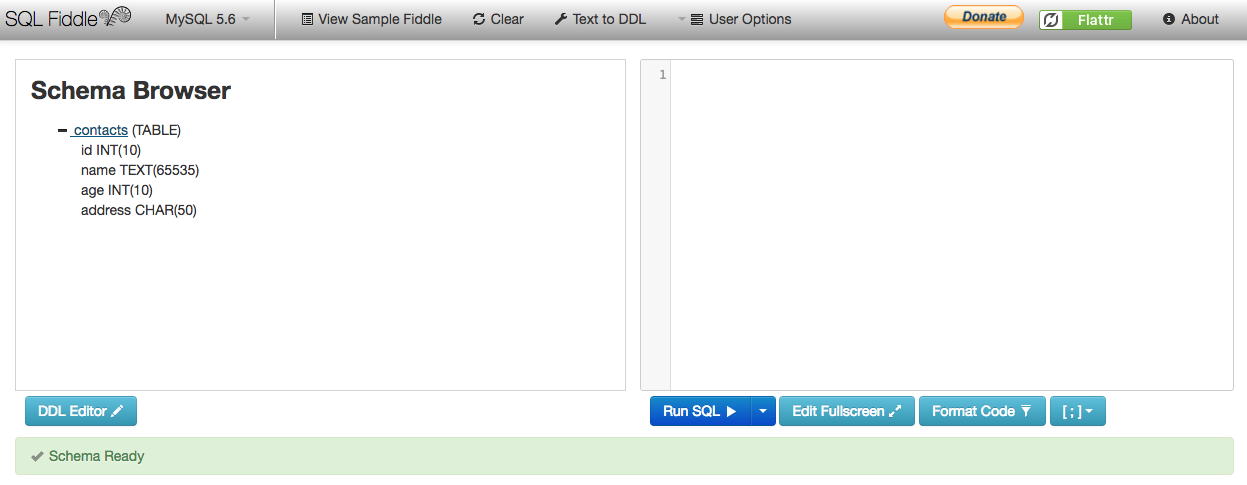 SQL Fiddle MySQL 5.6 View Sample Fiddle Clear Text to DDL User Options Donate Flattr About
Schema Browser
contacts (TABLE)
id INT(10)
name TEXT(65535)
age INT(10)
address CHAR(50)
1
DDL Editor
Run SQL Edit Fullscreen Format Code [ ; ]
Schema Ready